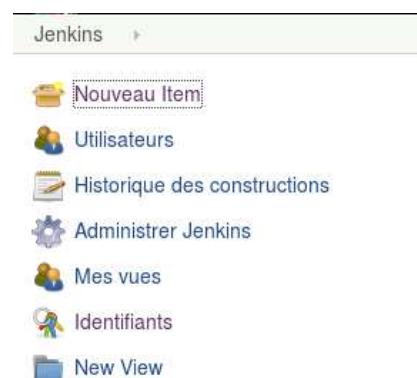 Jenkins
Nouveau Item
Utilisateurs
Historique des constructions
Administrer Jenkins
Mes vues
Identifiants
New View